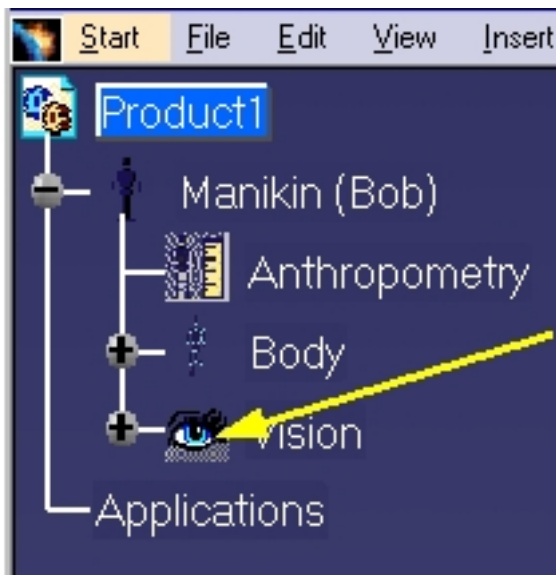 Start File Edit View Insert
Product1
Manikin (Bob)
Anthropometry
Body
Vision
Applications